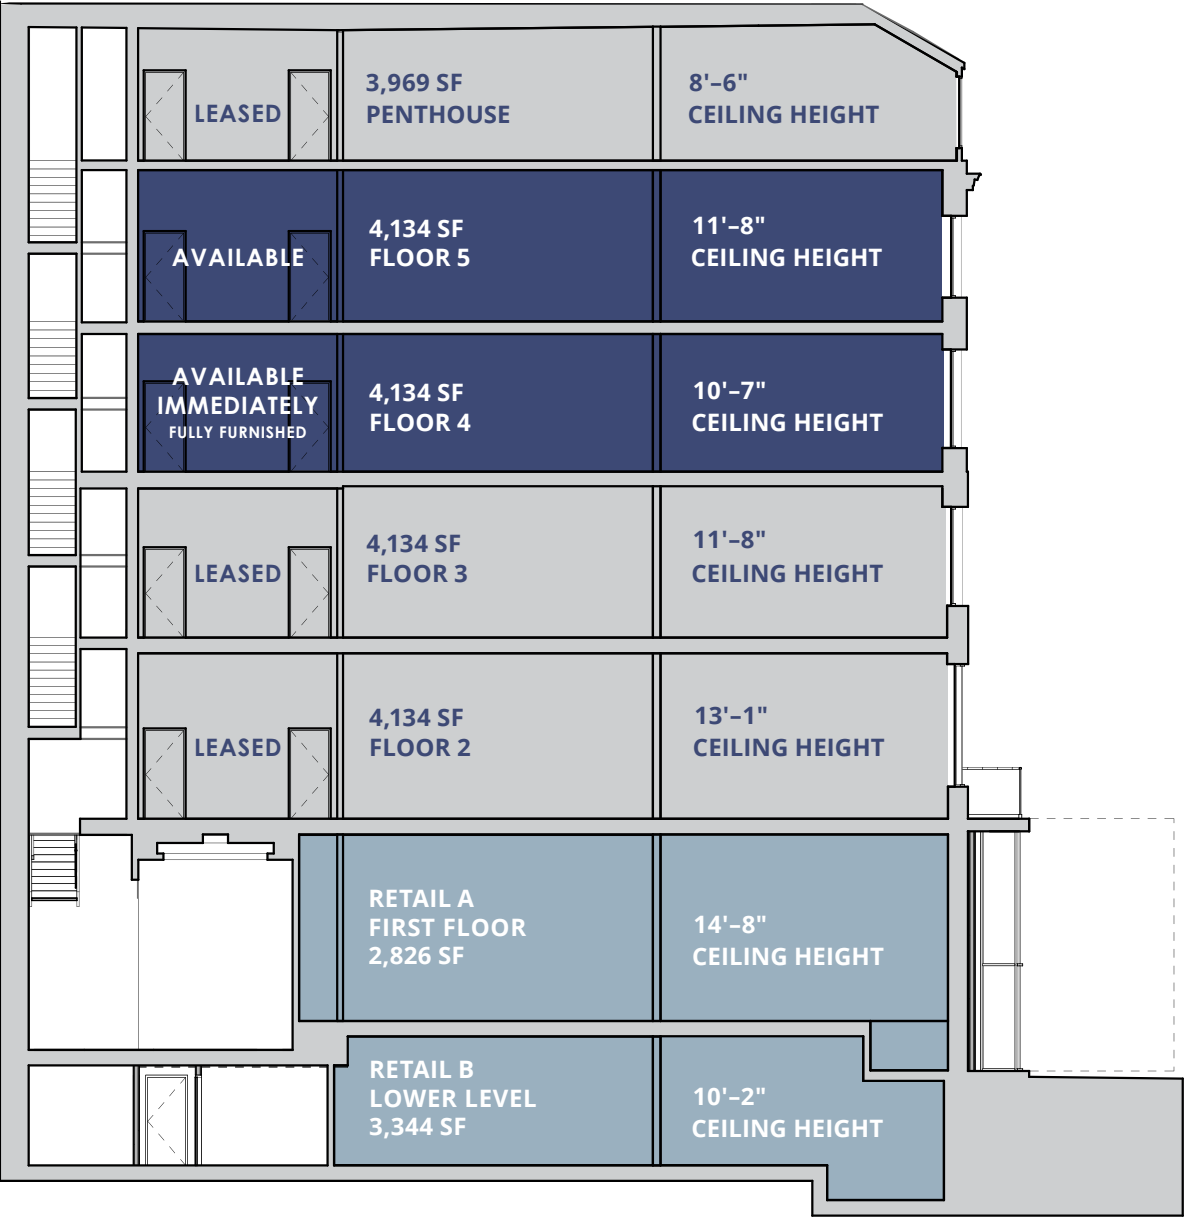 LEASED
3,969 SF
PENTHOUSE
8'–6"
CEILING HEIGHT
AVAILABLE
4,134 SF
FLOOR 5
11'–8"
CEILING HEIGHT
AVAILABLE
IMMEDIATELY
FULLY FURNISHED
4,134 SF
FLOOR 4
10'–7"
CEILING HEIGHT
LEASED
4,134 SF
FLOOR 3
11'–8"
CEILING HEIGHT
LEASED
4,134 SF
FLOOR 2
13'–1"
CEILING HEIGHT
RETAIL A
FIRST FLOOR
2,826 SF
14'–8"
CEILING HEIGHT
RETAIL B
LOWER LEVEL
3,344 SF
10'–2"
CEILING HEIGHT